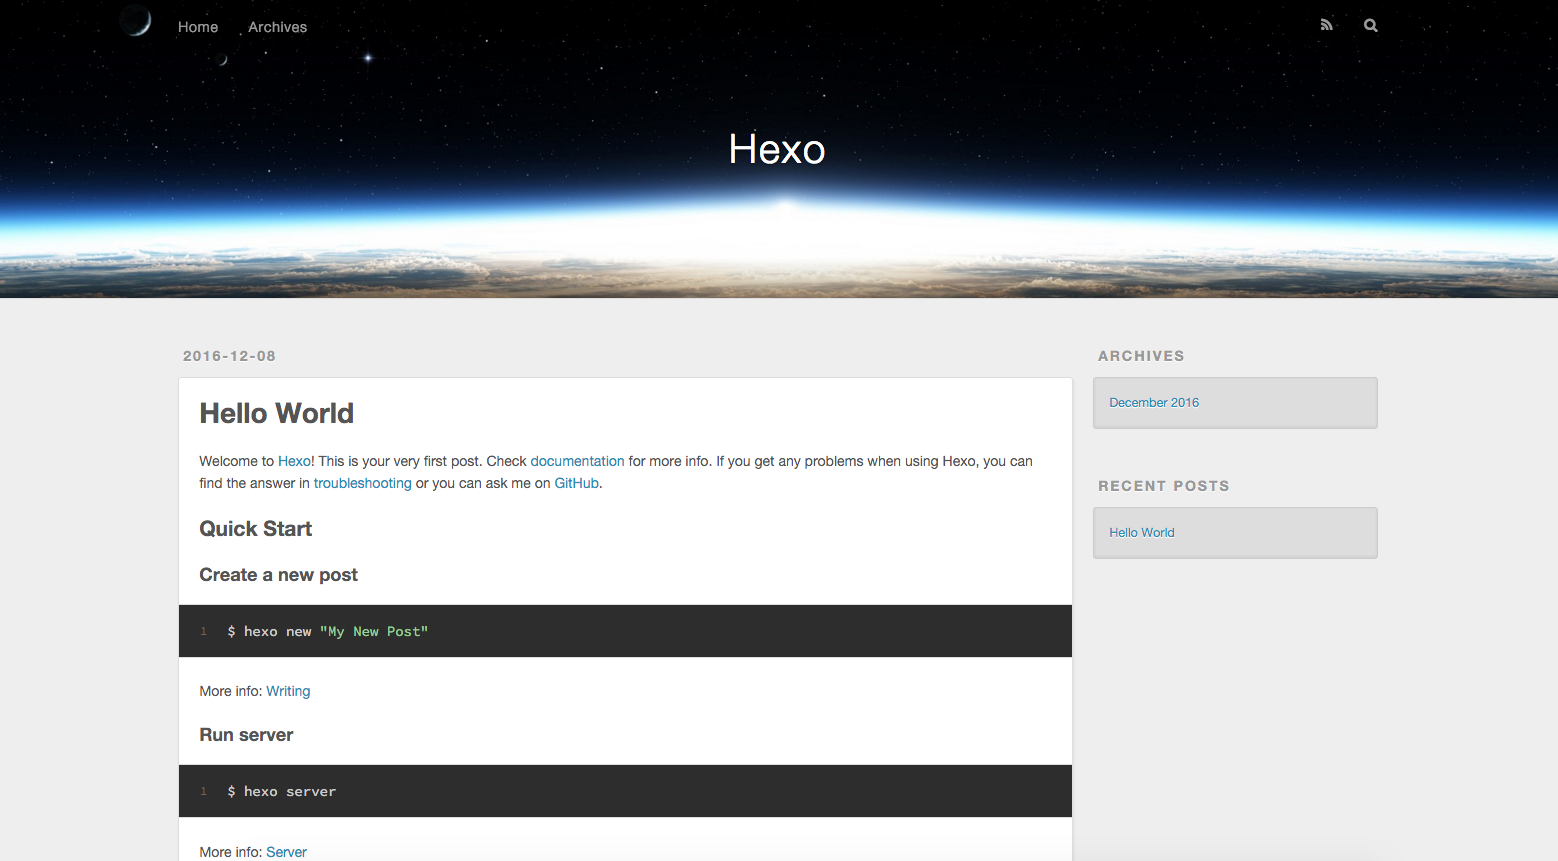 Home Archives
Hexo
2016-12-08
Hello World
Welcome to Hexo! This is your very first post. Check documentation for more info. If you get any problems when using Hexo, you can
find the answer in troubleshooting or you can ask me on GitHub.
Quick Start
Create a new post
1 $ hexo new "My New Post"
More info: Writing
Run server
1 $ hexo server
More info: Server
ARCHIVES
December 2016
RECENT POSTS
Hello World